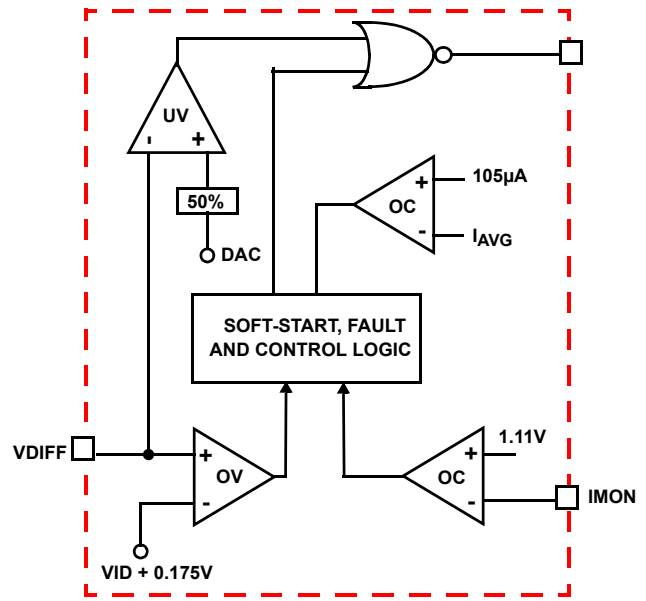 UV
- +
50%
DAC
+
OC
-
105µA
IAVG
SOFT-START, FAULT
AND CONTROL LOGIC
VDIFF
+
OV
-
VID + 0.175V
1.11V
+
OC
-
IMON